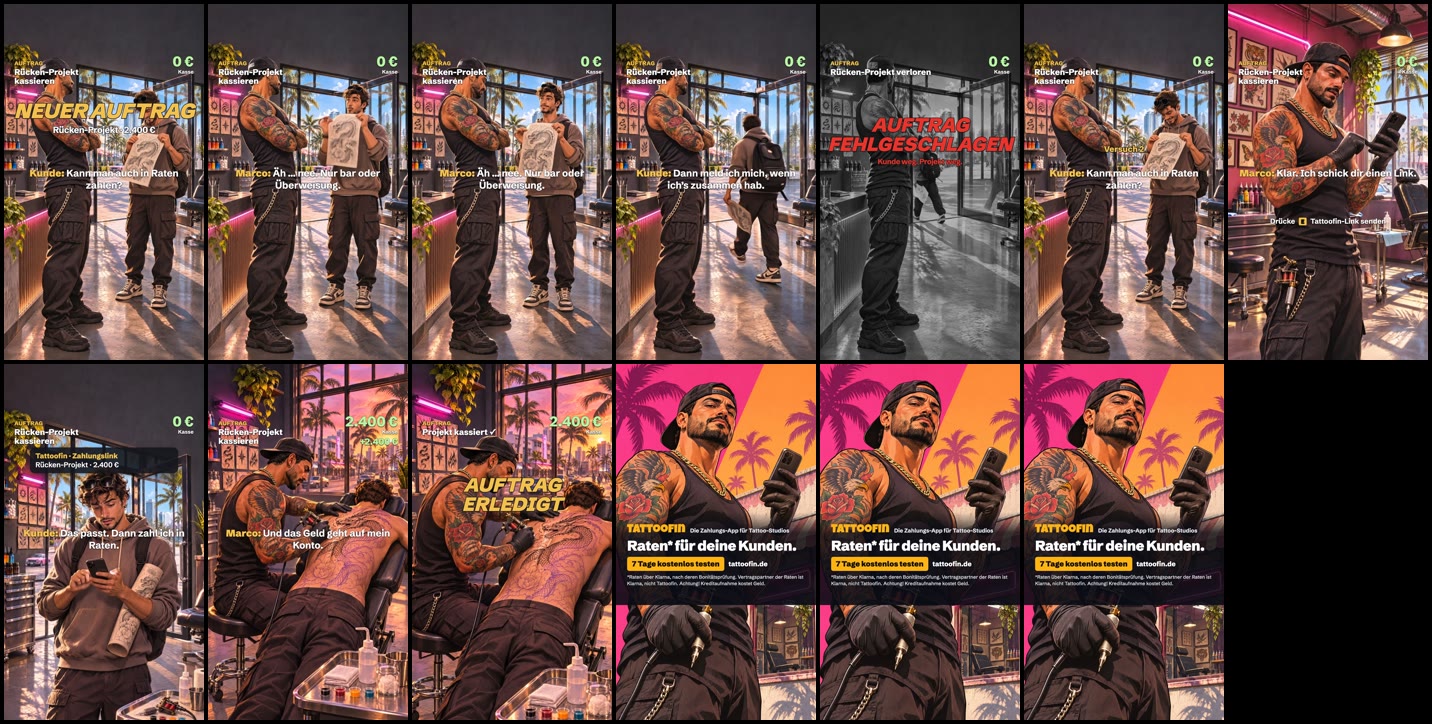 AUFTRAG
Rücken-Projekt
kassieren
0 €
Kasse
NEUER AUFTRAG
Rücken-Projekt · 2.400 €
Kunde: Kann man auch in Raten
zahlen?
AUFTRAG
Rücken-Projekt
kassieren
0 €
Kasse
Marco: Äh ... nee. Nur bar oder
Überweisung.
AUFTRAG
Rücken-Projekt
kassieren
0 €
Kasse
Marco: Äh ... nee. Nur bar oder
Überweisung.
AUFTRAG
Rücken-Projekt
kassieren
0 €
Kasse
Kunde: Dann meld ich mich, wenn
ich's zusammen hab.
AUFTRAG
Rücken-Projekt verloren
0 €
Kasse
AUFTRAG
FEHLGESCHLAGEN
Kunde weg. Projekt weg.
AUFTRAG
Rücken-Projekt
kassieren
0 €
Kasse
Versuch 2
Kunde: Kann man auch in Raten
zahlen?
AUFTRAG
Rücken-Projekt
kassieren
0 €
Kasse
Marco: Klar. Ich schick dir einen Link.
Drücke E Tattoofin-Link senden
AUFTRAG
Rücken-Projekt
kassieren
0 €
Kasse
Tattoofin · Zahlungslink
Rücken-Projekt · 2.400 €
Kunde: Das passt. Dann zahl ich in
Raten.
AUFTRAG
Rücken-Projekt
kassieren
2.400 €
Kasse
+2.400 €
Marco: Und das Geld geht auf mein
Konto.
AUFTRAG
Projekt kassiert ✓
2.400 €
Kasse
AUFTRAG
ERLEDIGT
TATTOOFIN Die Zahlungs-App für Tattoo-Studios
Raten* für deine Kunden.
7 Tage kostenlos testen tattoofin.de
*Raten über Klarna, nach deren Bonitätsprüfung. Vertragspartner der Raten ist
Klarna, nicht Tattoofin. Achtung! Kreditaufnahme kostet Geld.
TATTOOFIN Die Zahlungs-App für Tattoo-Studios
Raten* für deine Kunden.
7 Tage kostenlos testen tattoofin.de
*Raten über Klarna, nach deren Bonitätsprüfung. Vertragspartner der Raten ist
Klarna, nicht Tattoofin. Achtung! Kreditaufnahme kostet Geld.
TATTOOFIN Die Zahlungs-App für Tattoo-Studios
Raten* für deine Kunden.
7 Tage kostenlos testen tattoofin.de
*Raten über Klarna, nach deren Bonitätsprüfung. Vertragspartner der Raten ist
Klarna, nicht Tattoofin. Achtung! Kreditaufnahme kostet Geld.